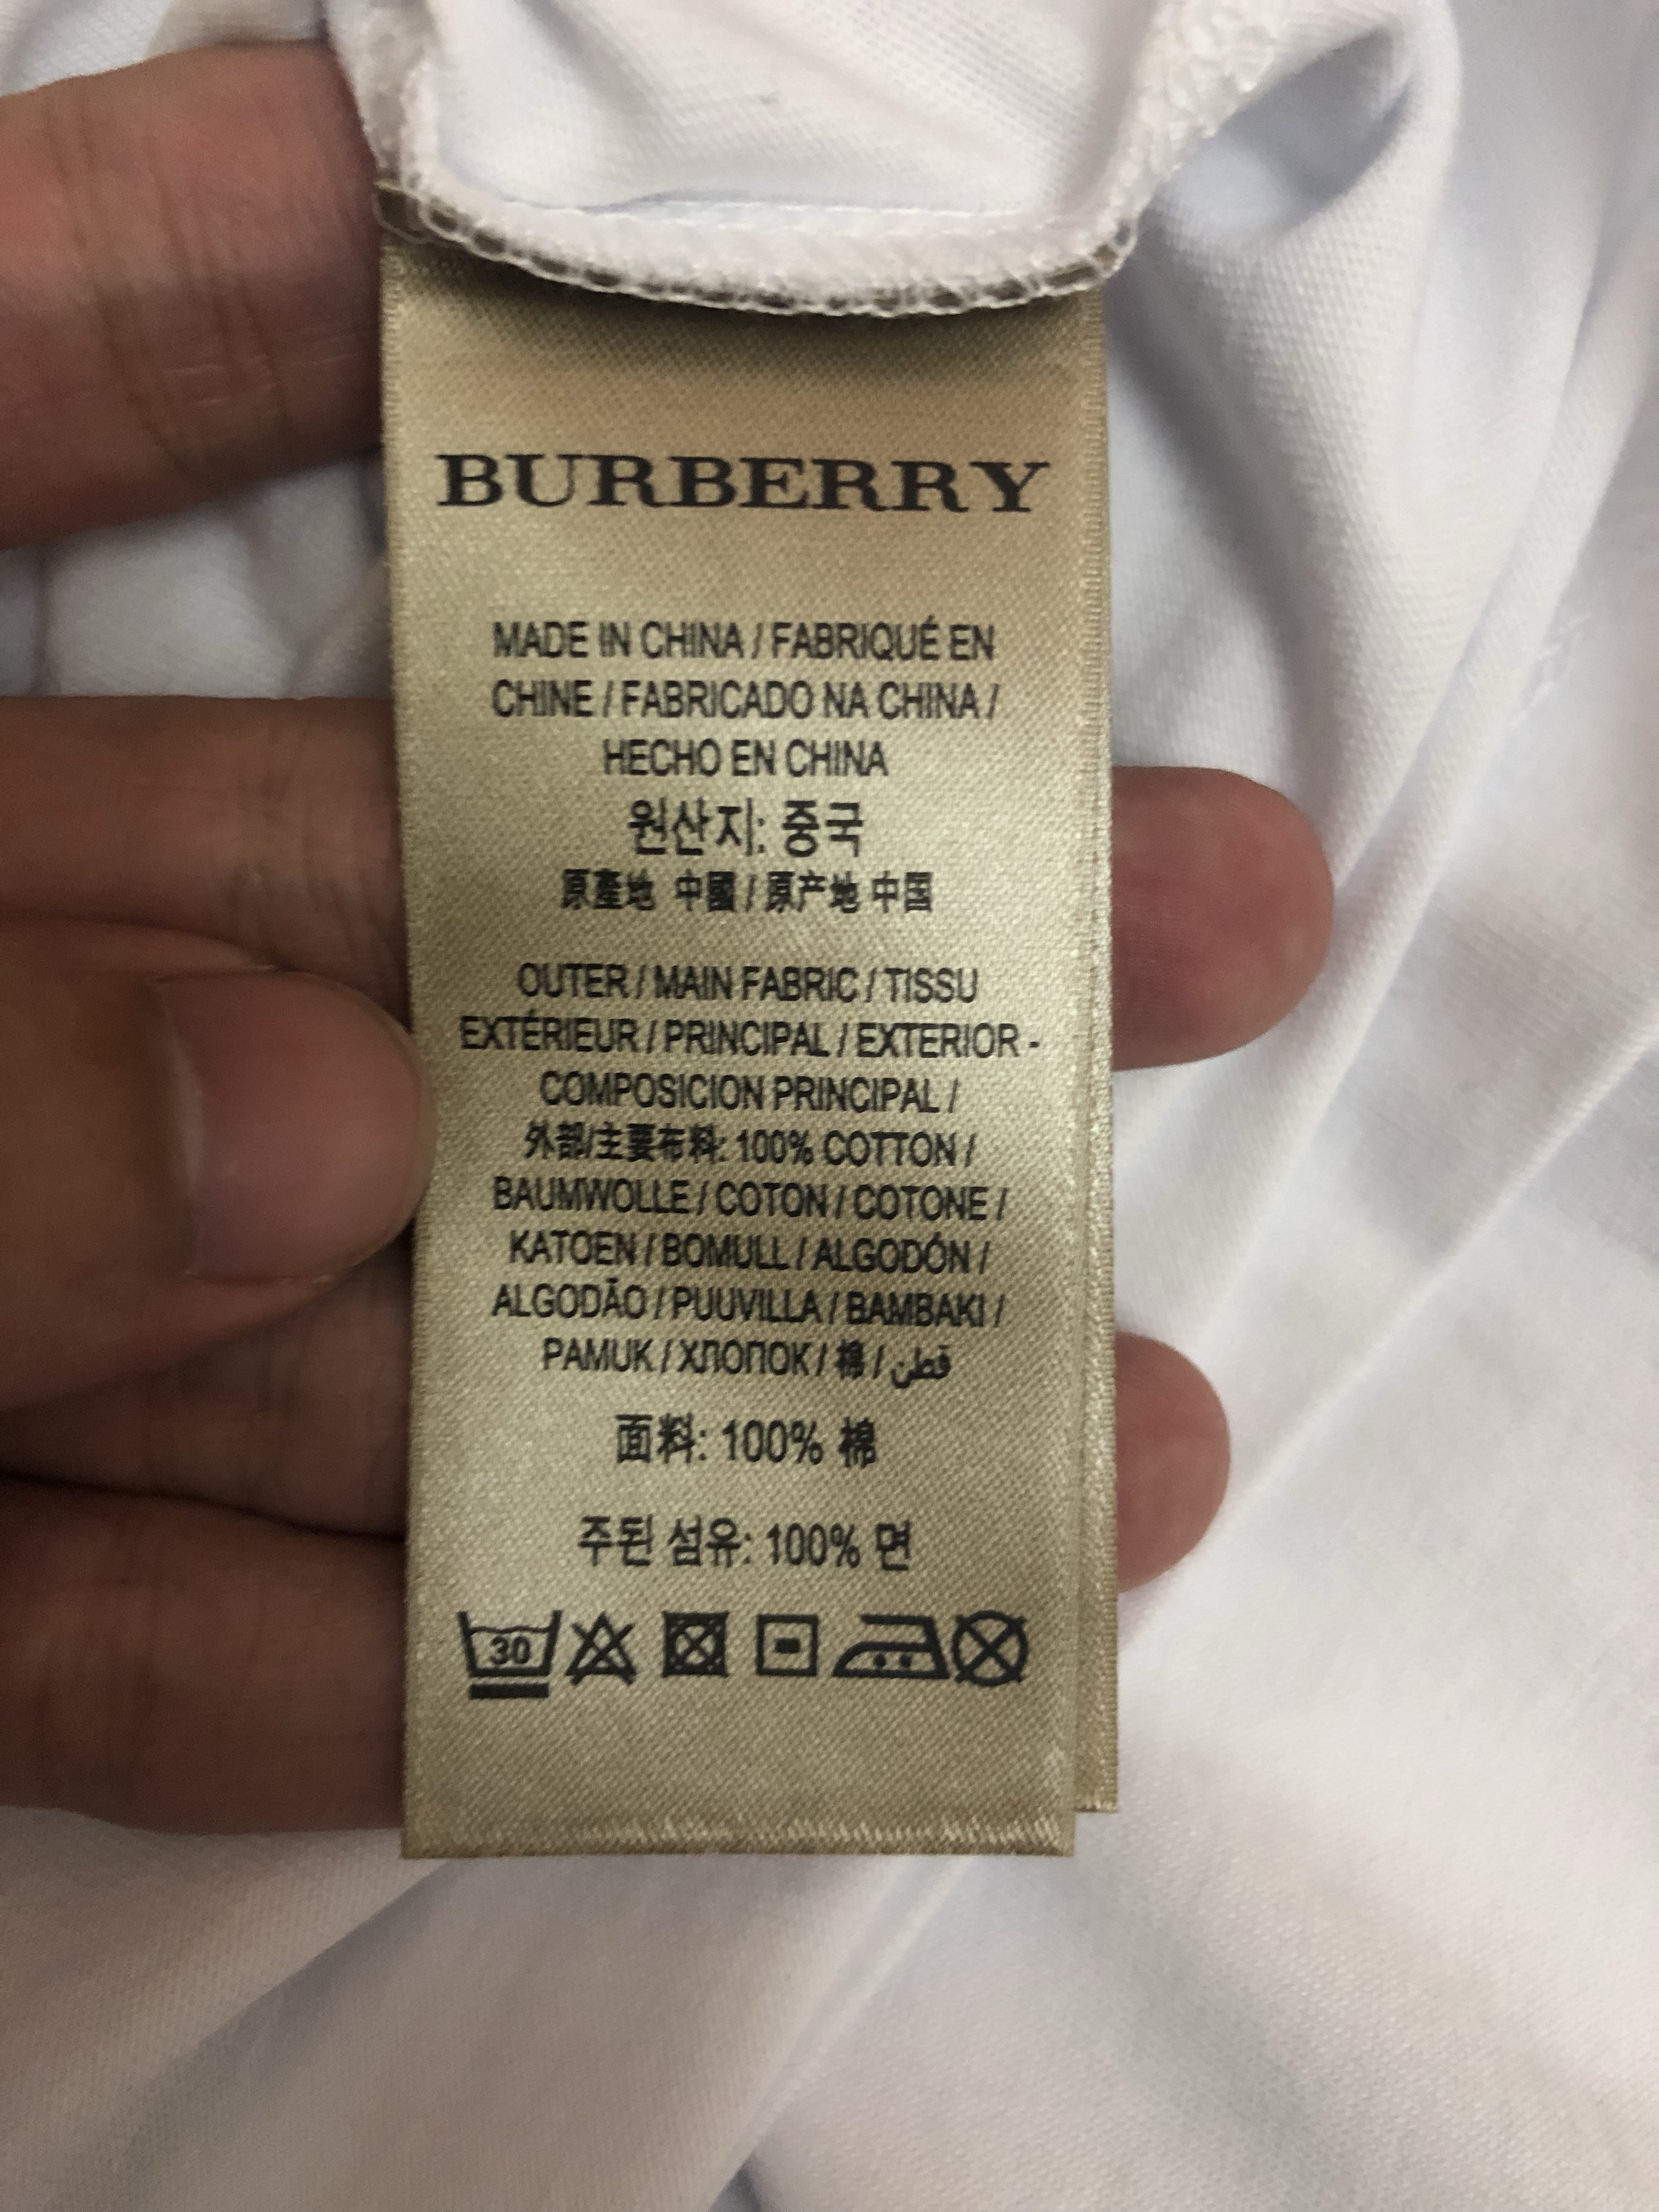 BURBERRY
MADE IN CHINA / FABRIQUÉ EN
CHINE / FABRICADO NA CHINA /
HECHO EN CHINA
원산지: 중국
原產地 中國 / 原产地 中国
OUTER / MAIN FABRIC / TISSU
EXTÉRIEUR / PRINCIPAL / EXTERIOR -
COMPOSICION PRINCIPAL /
外部/主要布料: 100% COTTON /
BAUMWOLLE / COTON / COTONE /
KATOEN / BOMULL / ALGODÓN /
ALGODÃO / PUUVILLA / BAMBAKI /
PAMUK / ХЛОПОК / 棉 / قطن
面料: 100% 棉
주된 섬유: 100% 면
30